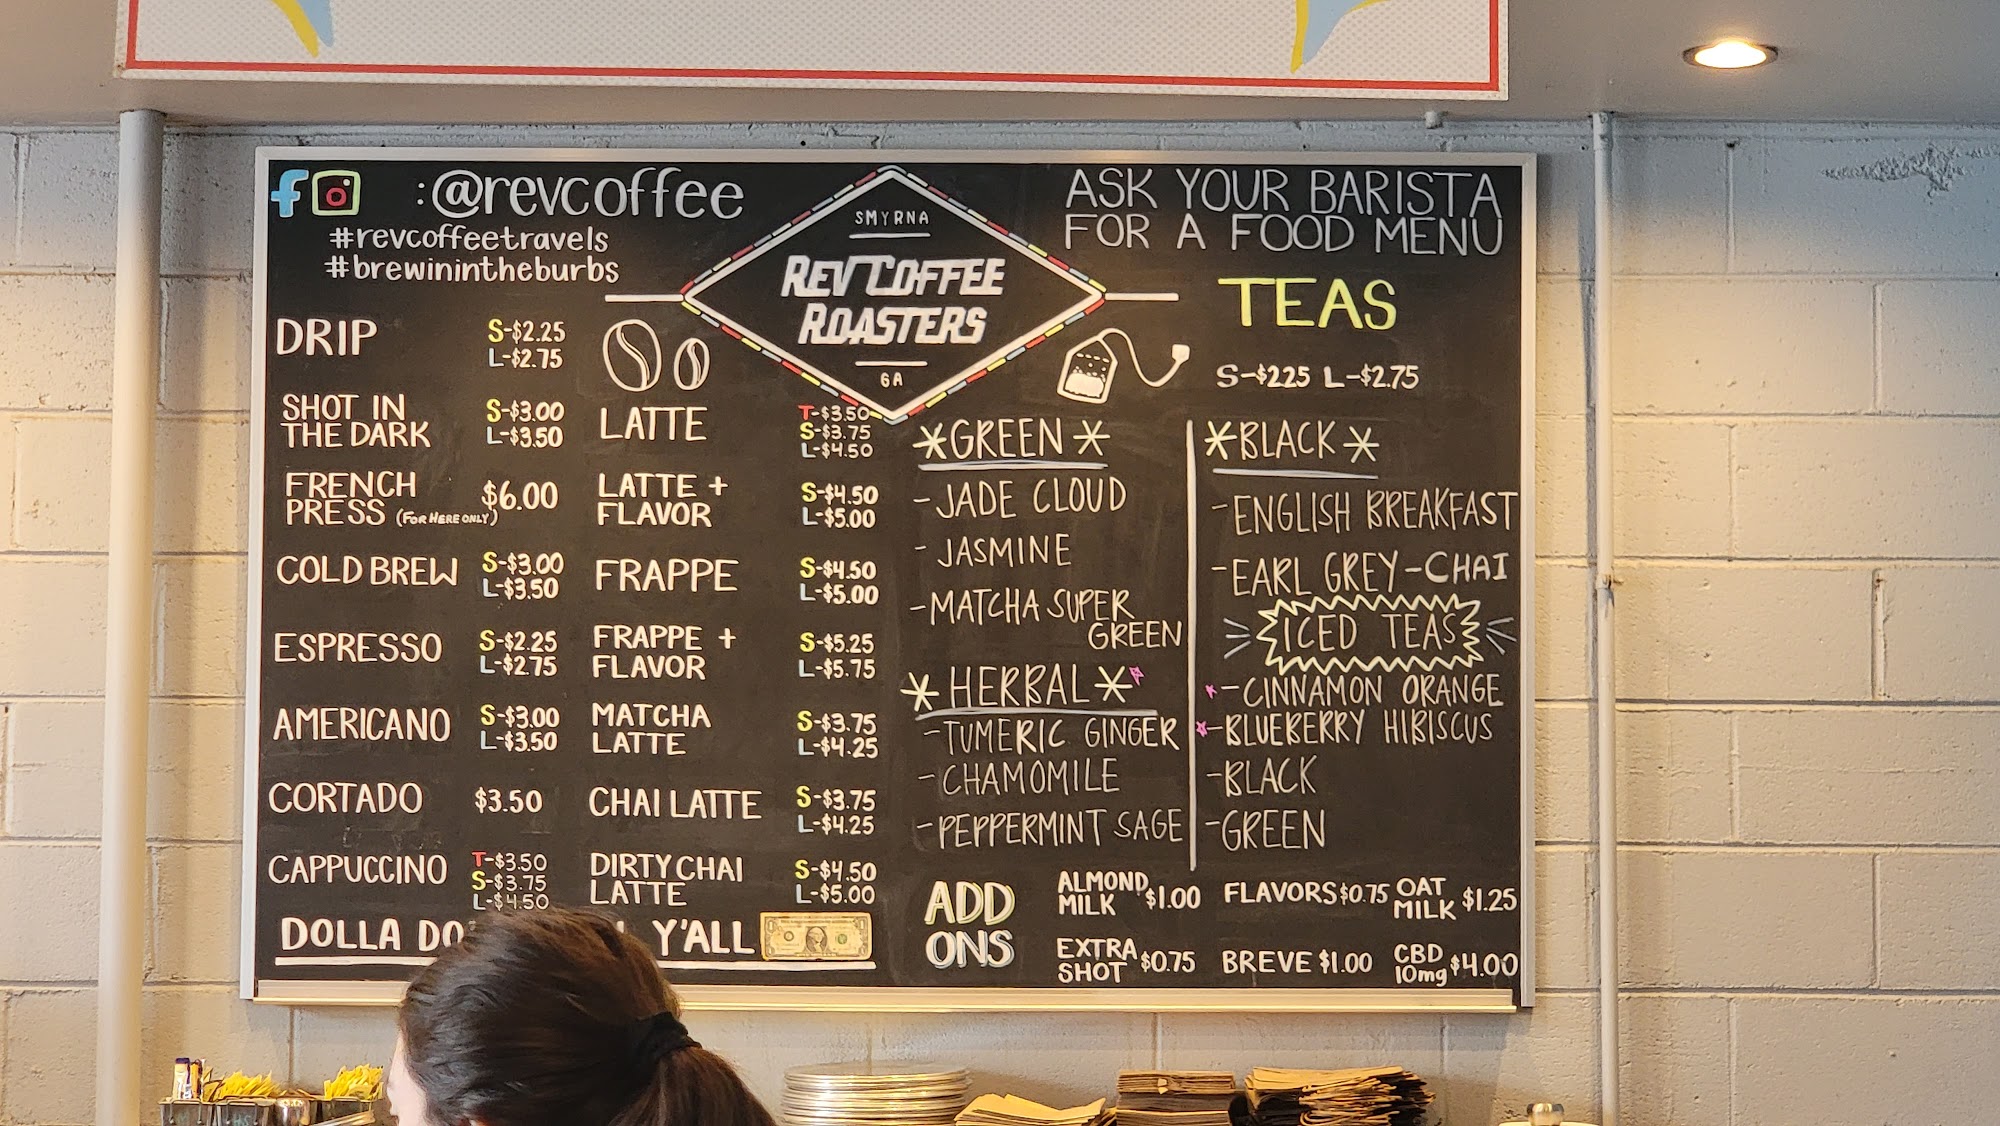 :@revcoffee
#revcoffeetravels
#brewinintheburbs
SMYRNA
REV COFFEE
ROASTERS
GA
ASK YOUR BARISTA
FOR A FOOD MENU
DRIP
S-$2.25
L-$2.75
SHOT IN
THE DARK
S-$3.00
L-$3.50
FRENCH
PRESS (FOR HERE ONLY)
$6.00
COLD BREW
S-$3.00
L-$3.50
ESPRESSO
S-$2.25
L-$2.75
AMERICANO
S-$3.00
L-$3.50
CORTADO
$3.50
CAPPUCCINO
T-$3.50
S-$3.75
L-$4.50
LATTE
T-$3.50
S-$3.75
L-$4.50
LATTE +
FLAVOR
S-$4.50
L-$5.00
FRAPPE
S-$4.50
L-$5.00
FRAPPE +
FLAVOR
S-$5.25
L-$5.75
MATCHA
LATTE
S-$3.75
L-$4.25
CHAI LATTE
S-$3.75
L-$4.25
DIRTY CHAI
LATTE
S-$4.50
L-$5.00
DOLLA Y'ALL
TEAS
S-$225 L-$2.75
*GREEN*
-JADE CLOUD
-JASMINE
-MATCHA SUPER
GREEN
*HERBAL*
-TUMERIC GINGER
-CHAMOMILE
-PEPPERMINT SAGE
*BLACK*
-ENGLISH BREAKFAST
-EARL GREY-CHAI
ICED TEAS
-CINNAMON ORANGE
-BLUEBERRY HIBISCUS
-BLACK
-GREEN
ADD
ONS
ALMOND
MILK $1.00
FLAVORS $0.75
OAT
MILK $1.25
EXTRA
SHOT $0.75
BREVE $1.00
CBD
10mg $4.00